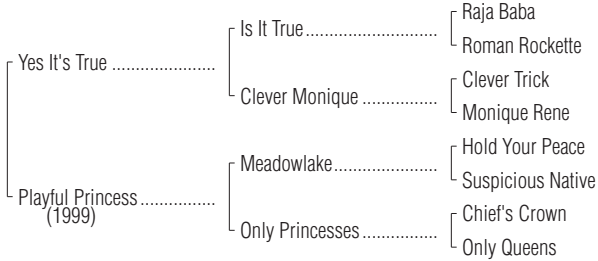 Raja Baba
Is It True
Roman Rockette
Yes It's True
Clever Trick
Clever Monique
Monique Rene
Hold Your Peace
Meadowlake
Suspicious Native
Playful Princess
(1999)
Chief's Crown
Only Princesses
Only Queens